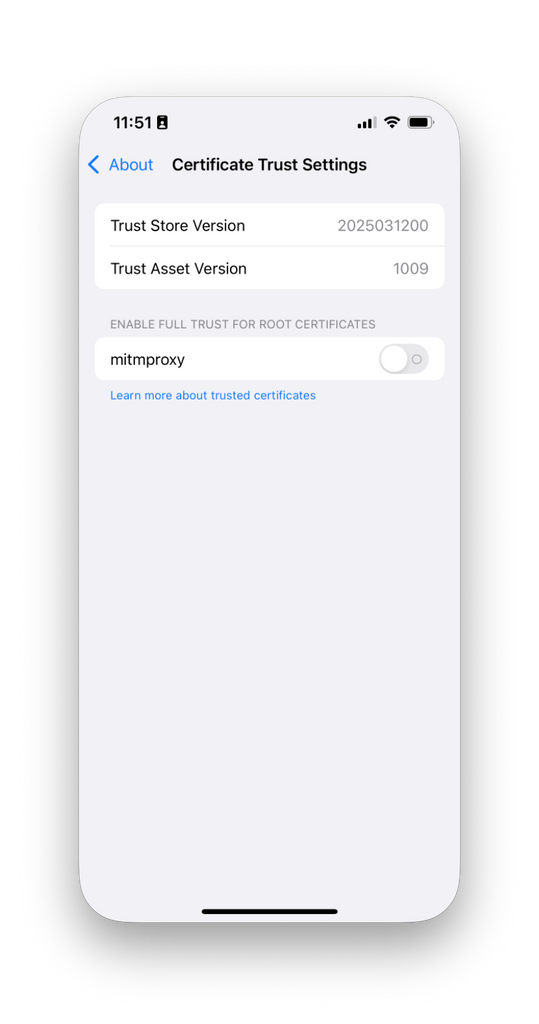 11:51
About Certificate Trust Settings
Trust Store Version 2025031200
Trust Asset Version 1009
ENABLE FULL TRUST FOR ROOT CERTIFICATES
mitmproxy
Learn more about trusted certificates